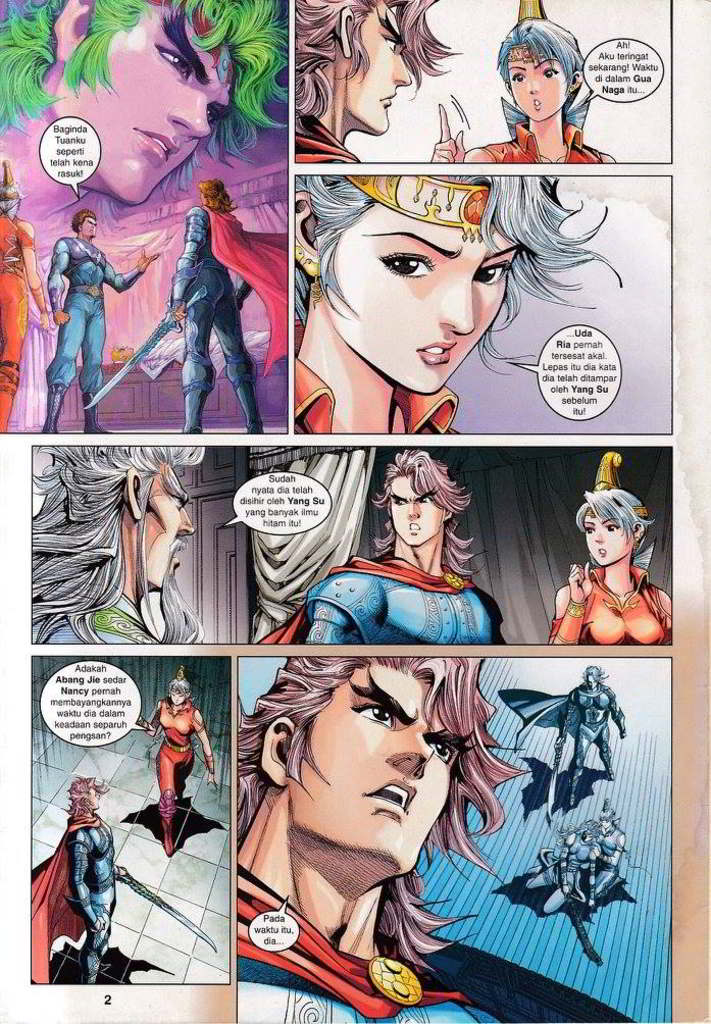 Baginda
Tuanku
seperti
telah kena
rasuk!
Ah!
Aku teringat
sekarang! Waktu
di dalam Gua
Naga itu...
...Uda
Ria pernah
tersesat akal.
Lepas itu dia kata
dia telah ditampar
oleh Yang Su
sebelum
itu!
Sudah
nyata dia telah
disihir oleh Yang Su
yang banyak ilmu
hitam itu!
Adakah
Abang Jie sedar
Nancy pernah
membayangkannya
waktu dia dalam
keadaan separuh
pengsan?
Pada
waktu itu,
dia...
2